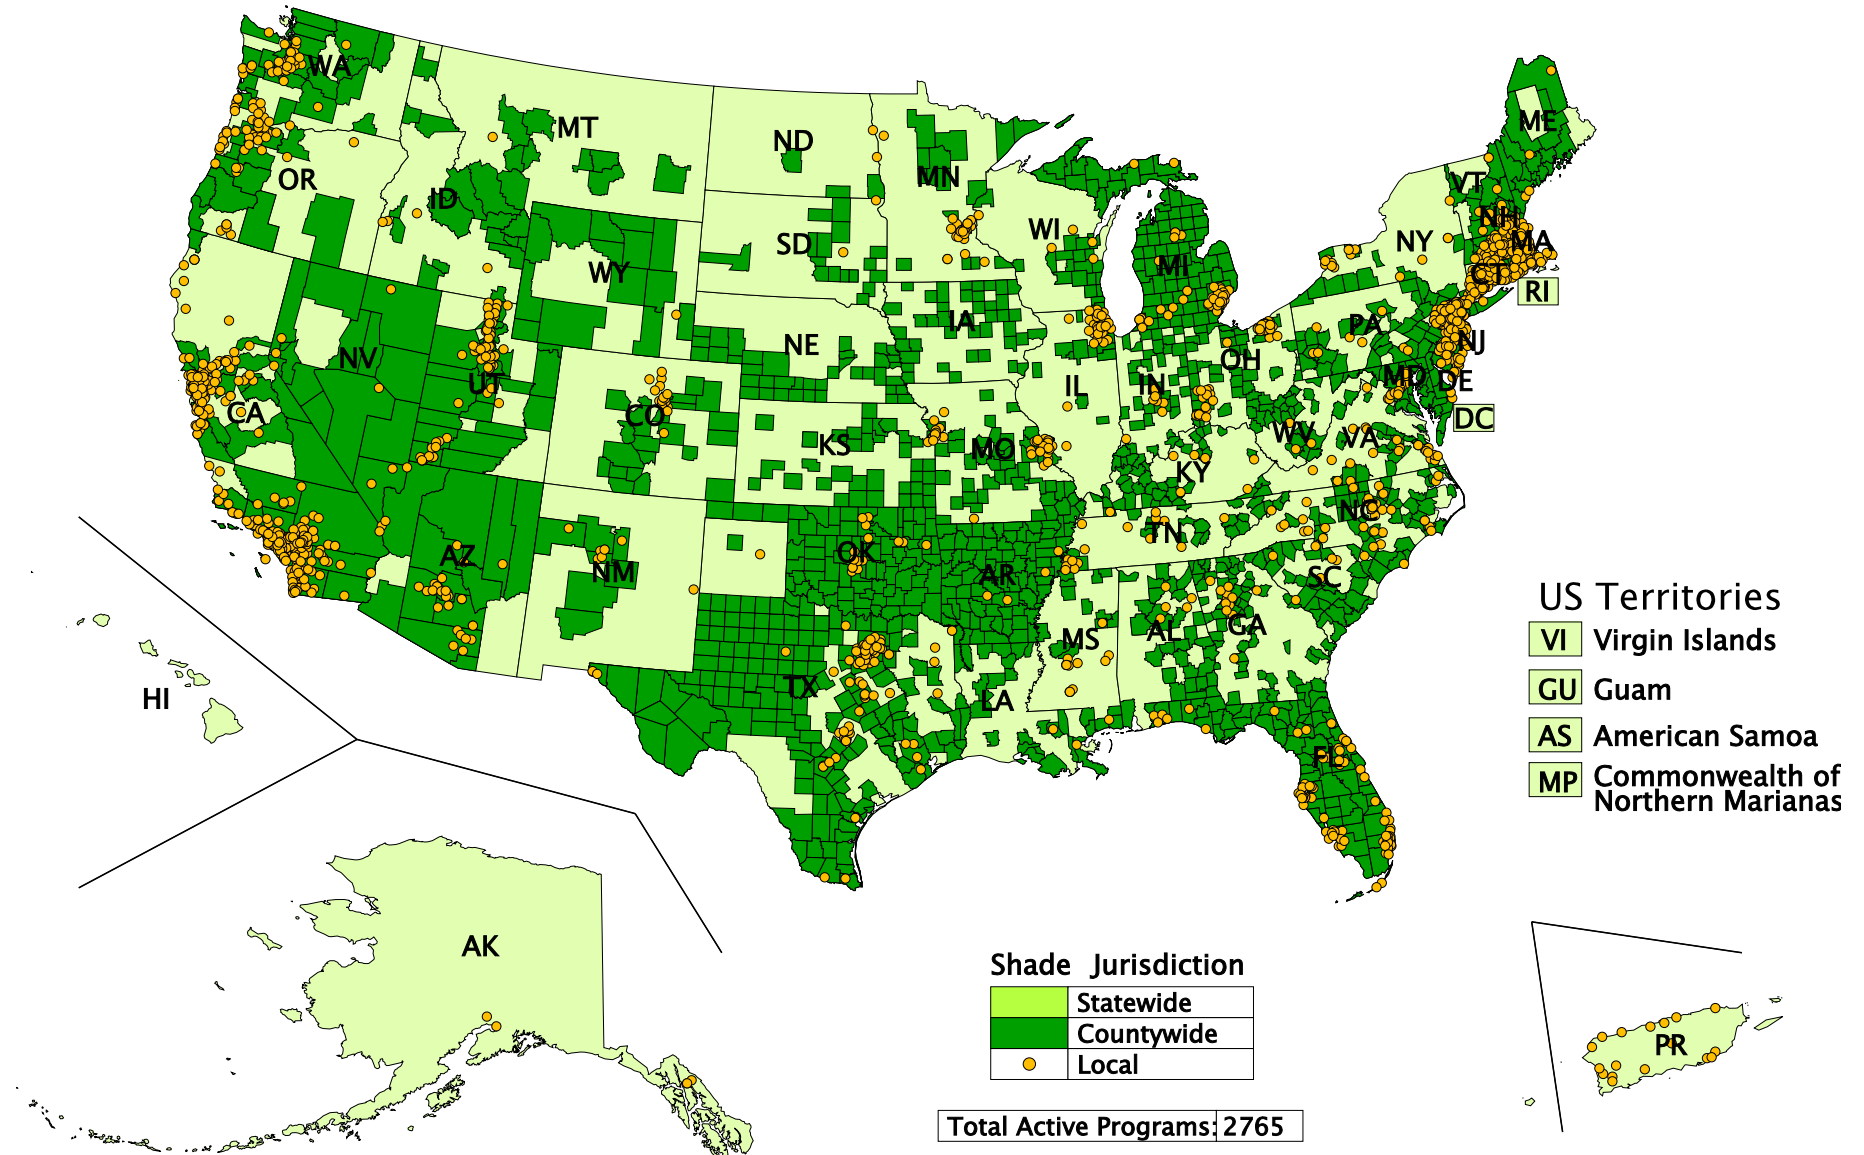 WA
MT
ND
MN
ME
OR
ID
SD
WI
MI
VT
NH
NY
MA
CT
RI
WY
IA
NE
PA
NJ
NV
UT
CO
IL
IN
OH
MD
DE
DC
CA
KS
MO
WV
VA
KY
NC
AZ
NM
OK
AR
TN
SC
MS
AL
GA
TX
LA
FL
HI
AK
PR
US Territories
VI Virgin Islands
GU Guam
AS American Samoa
MP Commonwealth of
Northern Marianas
Shade Jurisdiction
Statewide
Countywide
Local
Total Active Programs: 2765